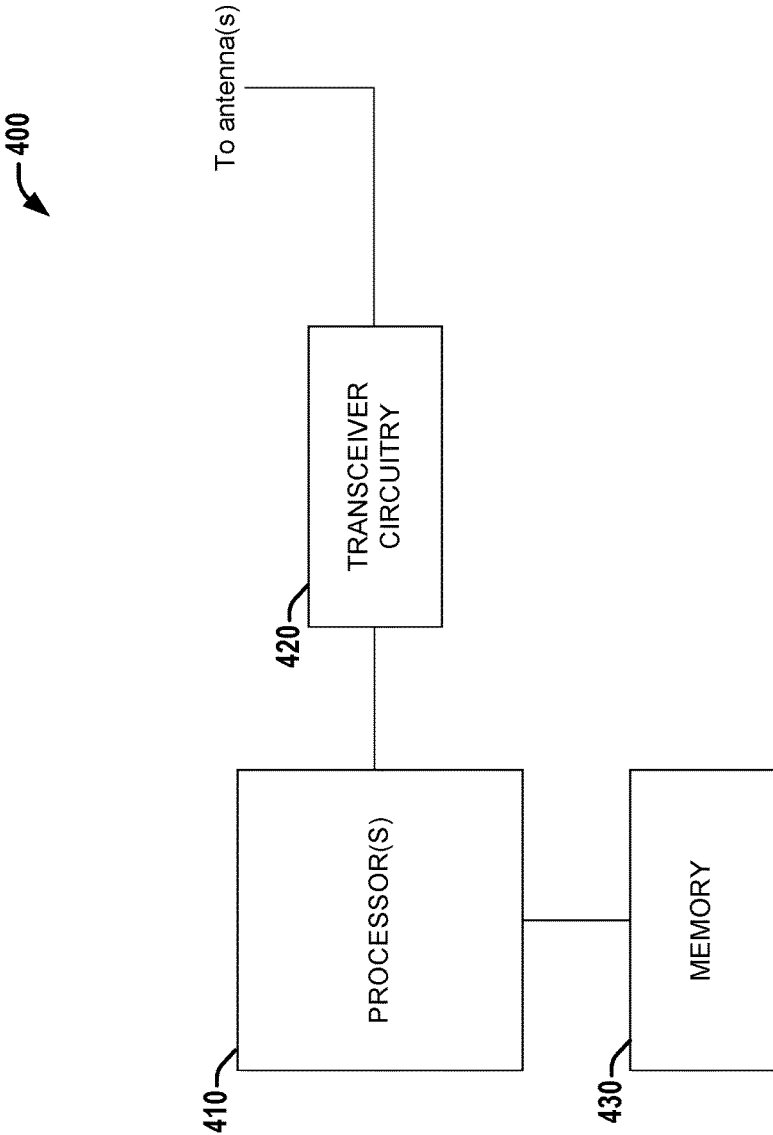 400
To antenna(s)
420
TRANSCEIVER
CIRCUITRY
410
PROCESSOR(S)
430
MEMORY